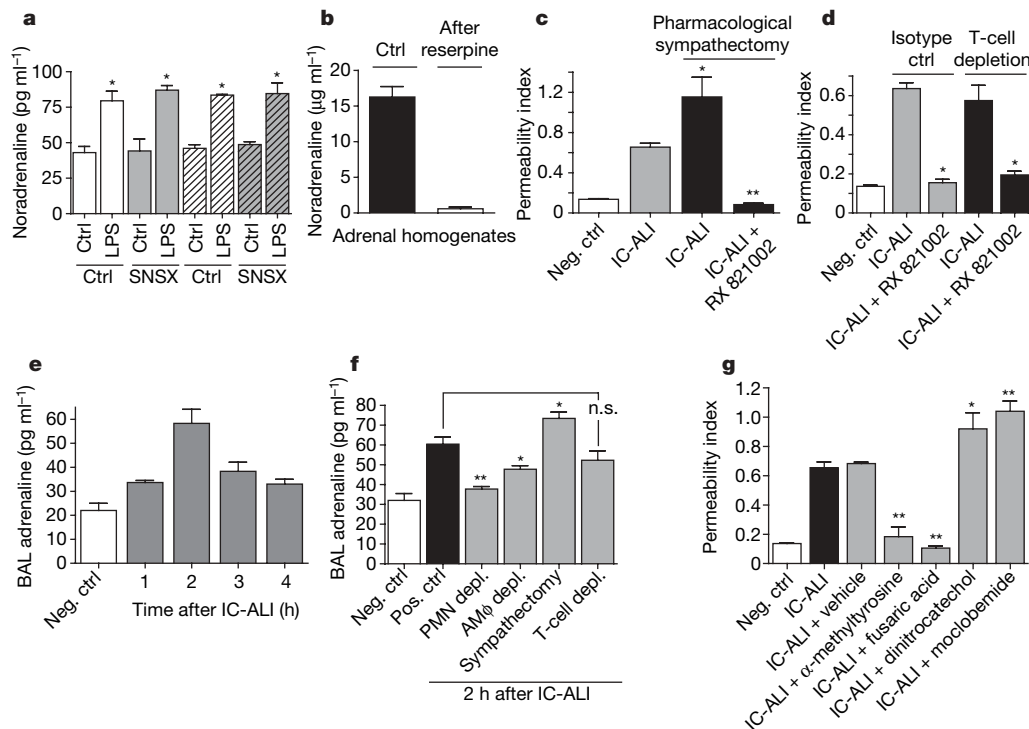 a
Noradrenaline (pg ml⁻¹)
100
75
50
25
0
* * * *
Ctrl LPS Ctrl LPS Ctrl LPS Ctrl LPS
Ctrl SNSX Ctrl SNSX
b
Noradrenaline (μg ml⁻¹)
After
reserpine
Ctrl
20
15
10
5
0
Adrenal homogenates
c
Pharmacological
sympathectomy
Permeability index
1.2
0.8
0.4
0
*
**
Neg. ctrl
IC-ALI
IC-ALI
IC-ALI +
RX 821002
d
Isotype
ctrl
T-cell
depletion
Permeability index
0.6
0.4
0.2
0
* *
Neg. ctrl
IC-ALI
IC-ALI + RX 821002
IC-ALI
IC-ALI + RX 821002
e
BAL adrenaline (pg ml⁻¹)
60
50
40
30
20
10
0
Neg. ctrl
1 2 3 4
Time after IC-ALI (h)
f
BAL adrenaline (pg ml⁻¹)
80
70
60
50
40
30
20
10
0
n.s.
** * *
Neg. ctrl
Pos. ctrl
PMN depl.
AMϕ depl.
Sympathectomy
T-cell depl.
2 h after IC-ALI
g
Permeability index
1.2
1.0
0.8
0.6
0.4
0.2
0
** ** * **
Neg. ctrl
IC-ALI
IC-ALI + vehicle
IC-ALI + α-methyltyrosine
IC-ALI + fusaric acid
IC-ALI + dinitrocatechol
IC-ALI + moclobemide